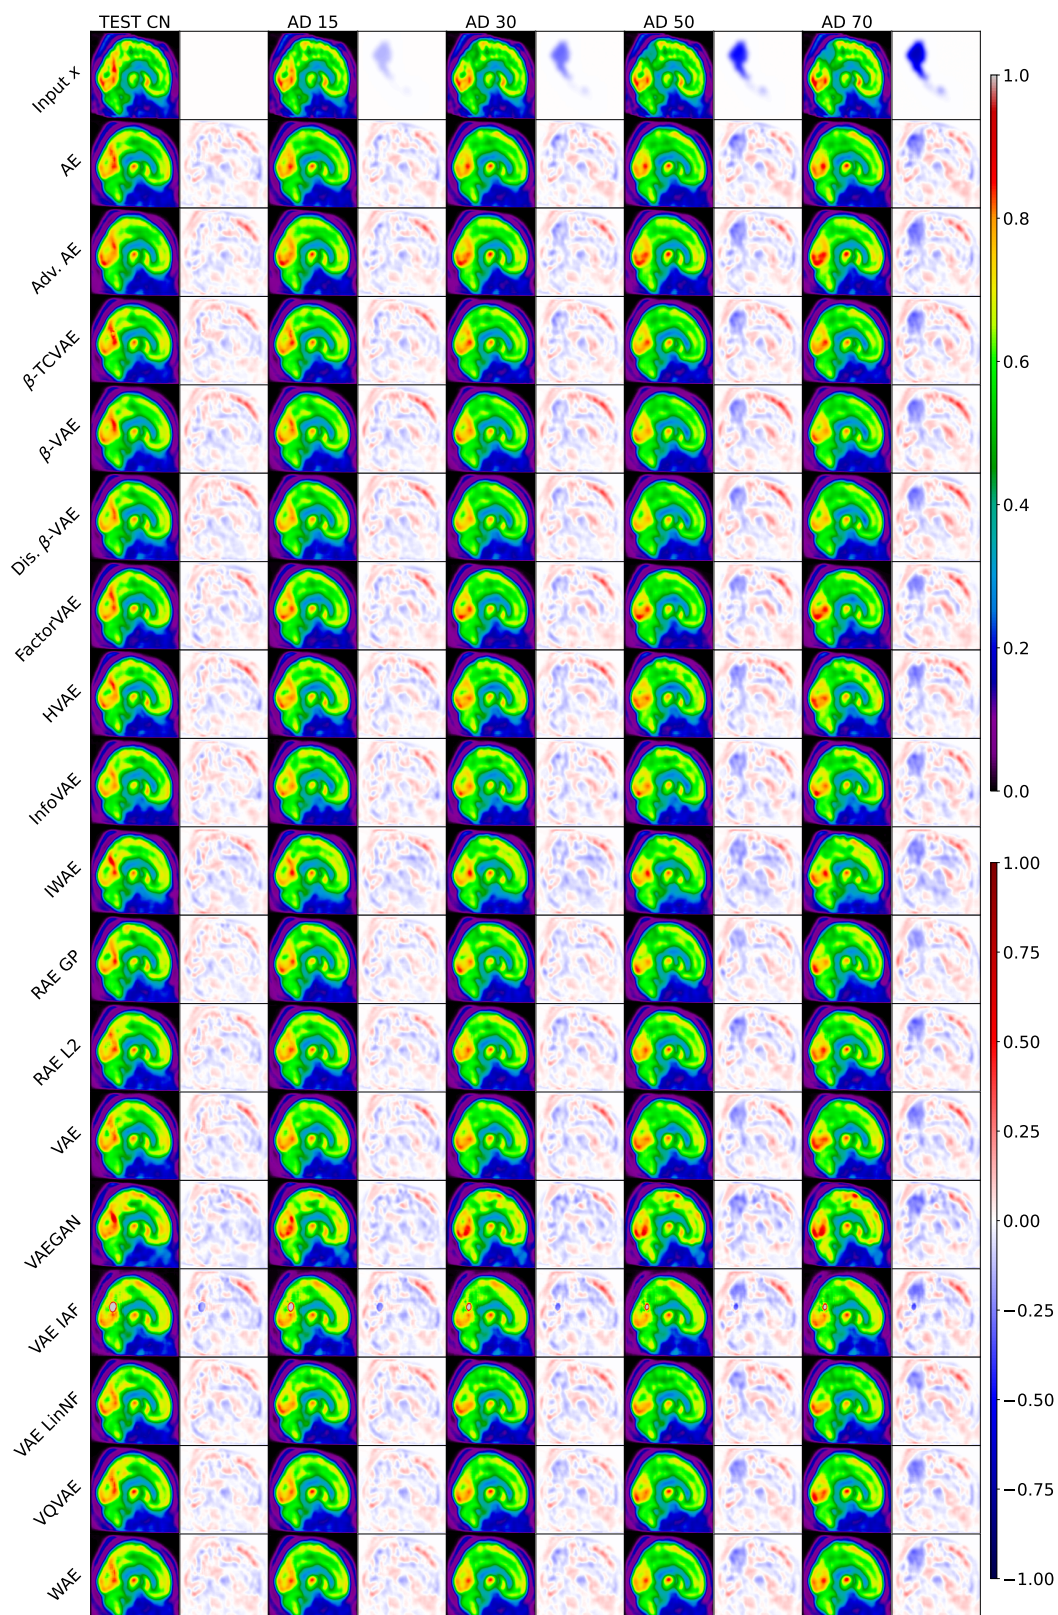 TEST CN AD 15 AD 30 AD 50 AD 70
Input x
AE
Adv. AE
β-TCVAE
β-VAE
Dis. β-VAE
FactorVAE
HVAE
InfoVAE
IWAE
RAE GP
RAE L2
VAE
VAEGAN
VAE IAF
VAE LinNF
VQVAE
WAE
1.0
0.8
0.6
0.4
0.2
0.0
1.00
0.75
0.50
0.25
0.00
−0.25
−0.50
−0.75
−1.00